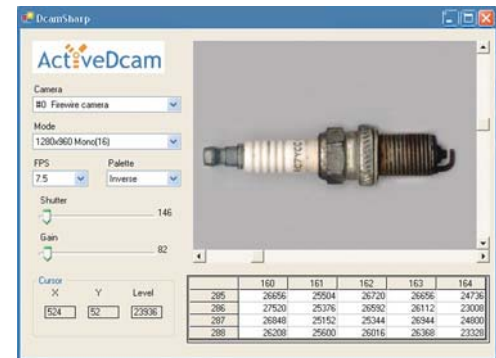 DcamSharp
ActiveDcam
Camera
#0 Firewire camera
Mode
1280x960 Mono(16)
FPS Palette
7.5 Inverse
Shutter
146
Gain
82
Cursor
X Y Level
524 52 23936
160 161 162 163 164
285 26656 25504 26720 26656 24736
286 27520 25376 26592 26112 23008
287 26848 25152 25344 26944 24800
288 26208 25600 26016 26368 23328